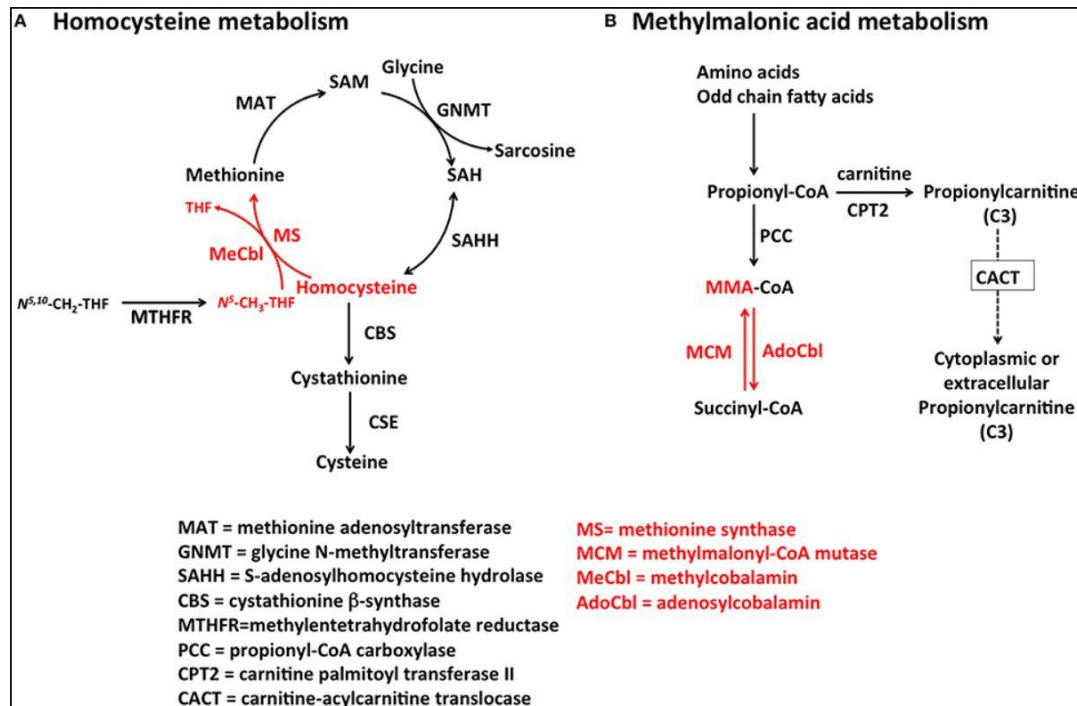 A Homocysteine metabolism
Glycine
SAM
MAT
GNMT
Sarcosine
Methionine
SAH
THF
MS
MeCbl
SAHH
Homocysteine
N5,10-CH2-THF
MTHFR
N5-CH3-THF
CBS
Cystathionine
CSE
Cysteine
B Methylmalonic acid metabolism
Amino acids
Odd chain fatty acids
Propionyl-CoA
carnitine
CPT2
Propionylcarnitine
(C3)
PCC
CACT
MMA-CoA
MCM
AdoCbl
Succinyl-CoA
Cytoplasmic or
extracellular
Propionylcarnitine
(C3)
MAT = methionine adenosyltransferase
GNMT = glycine N-methyltransferase
SAHH = S-adenosylhomocysteine hydrolase
CBS = cystathionine β-synthase
MTHFR=methylentetrahydrofolate reductase
PCC = propionyl-CoA carboxylase
CPT2 = carnitine palmitoyl transferase II
CACT = carnitine-acylcarnitine translocase
MS= methionine synthase
MCM = methylmalonyl-CoA mutase
MeCbl = methylcobalamin
AdoCbl = adenosylcobalamin